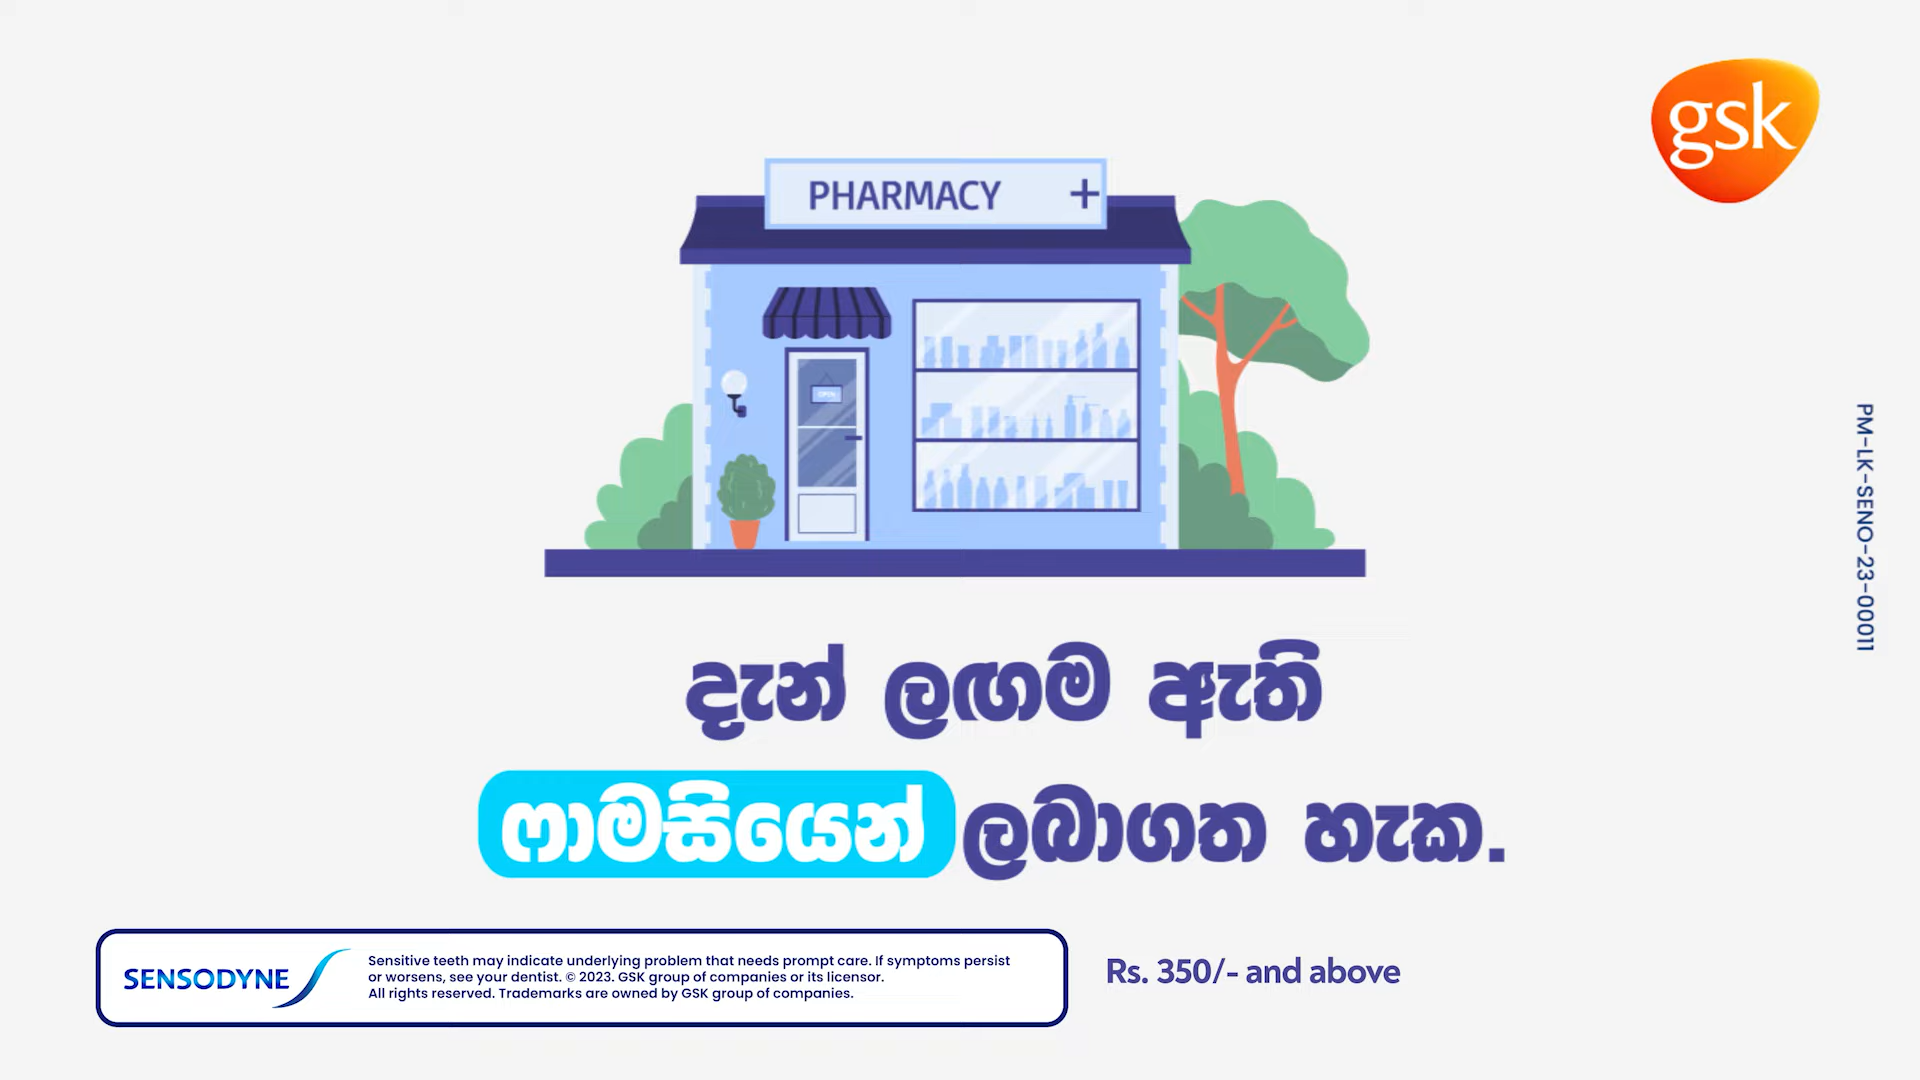 gsk
PHARMACY +
OPEN
PM-LK-SENO-23-00011
දැන් ළඟම ඇති
ෆාමසියෙන් ලබාගත හැක.
SENSODYNE
Sensitive teeth may indicate underlying problem that needs prompt care. If symptoms persist
or worsens, see your dentist. © 2023. GSK group of companies or its licensor.
All rights reserved. Trademarks are owned by GSK group of companies.
Rs. 350/- and above